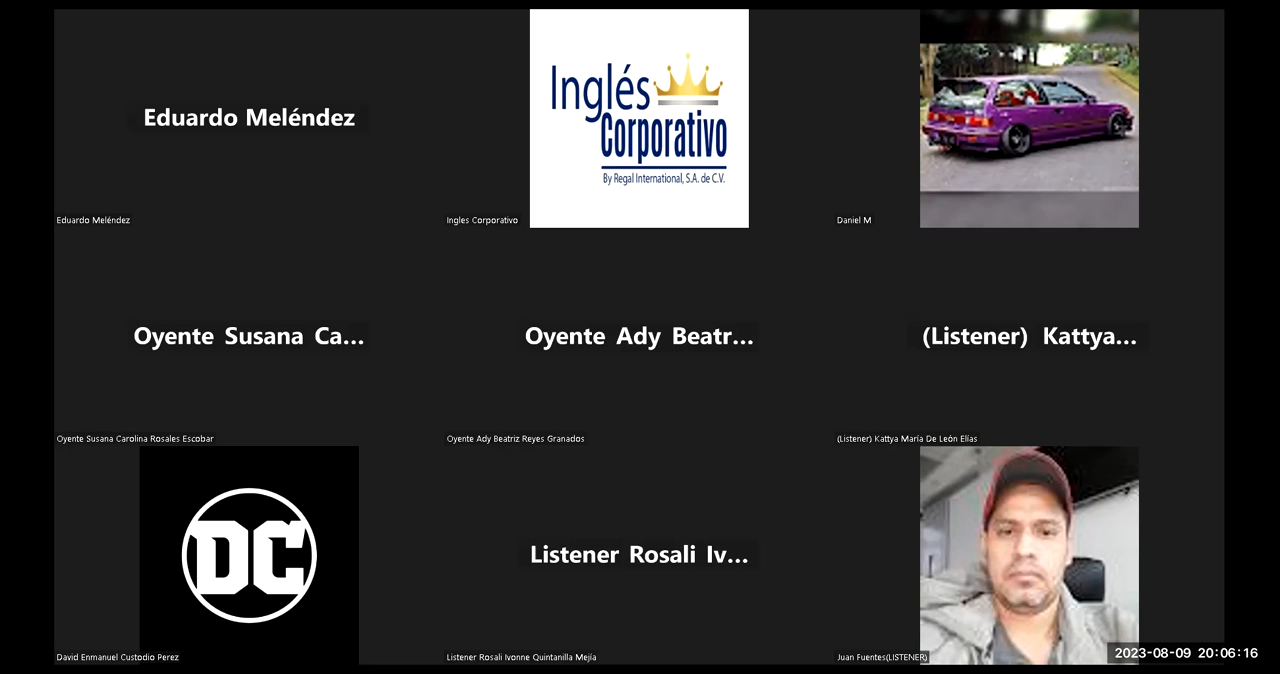 Eduardo Meléndez
Eduardo Meléndez
Inglés
Corporativo
By Regal International, S.A. de C.V.
Ingles Corporativo
Daniel M
Oyente Susana Ca...
Oyente Susana Carolina Rosales Escobar
Oyente Ady Beatr...
Oyente Ady Beatriz Reyes Granados
(Listener) Kattya...
(Listener) Kattya María De León Elías
DC
David Enmanuel Custodio Perez
Listener Rosali Iv...
Listener Rosali Ivonne Quintanilla Mejía
Juan Fuentes(LISTENER)
2023-08-09 20:06:16